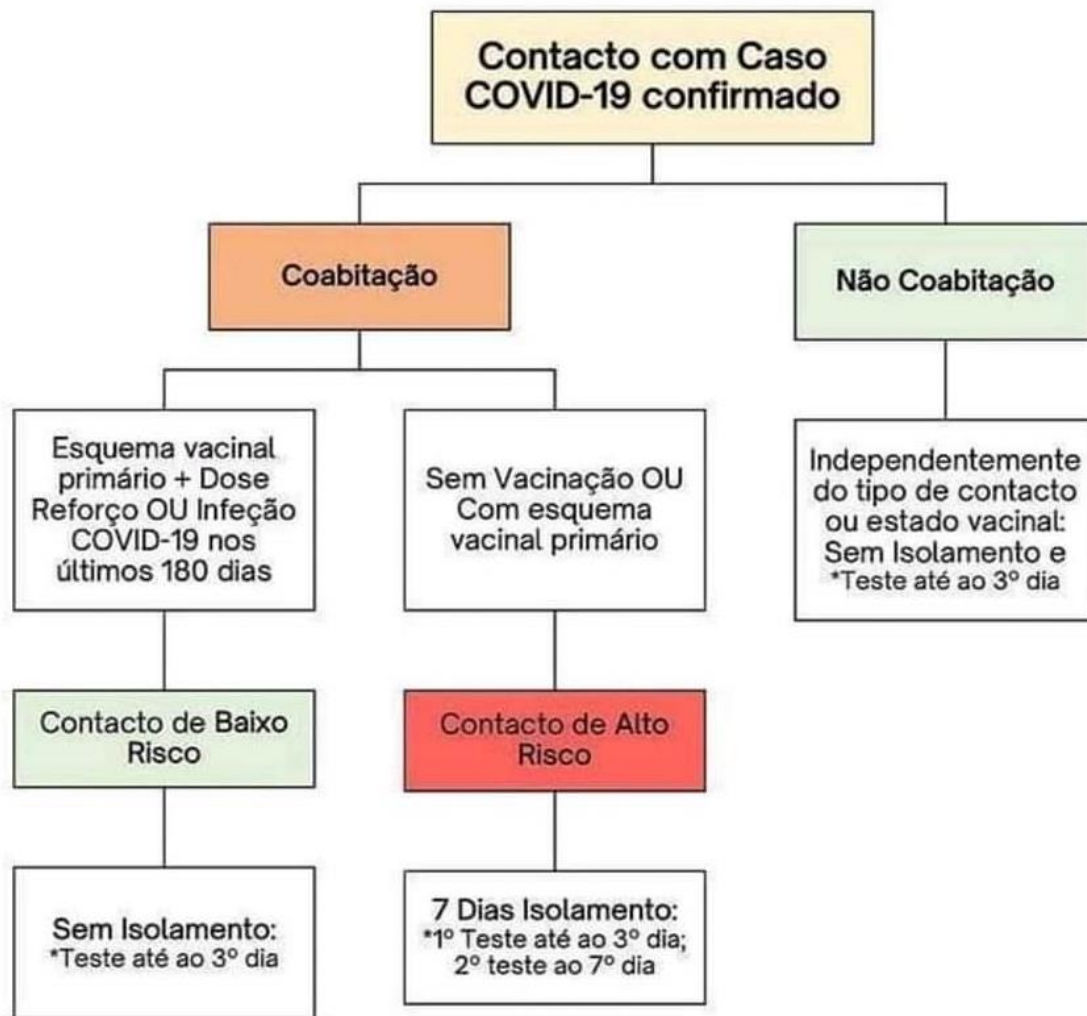 Contacto com Caso
COVID-19 confirmado
Coabitação
Não Coabitação
Esquema vacinal
primário + Dose
Reforço OU Infeção
COVID-19 nos
últimos 180 dias
Sem Vacinação OU
Com esquema
vacinal primário
Independentemente
do tipo de contacto
ou estado vacinal:
Sem Isolamento e
*Teste até ao 3º dia
Contacto de Baixo
Risco
Contacto de Alto
Risco
Sem Isolamento:
*Teste até ao 3º dia
7 Dias Isolamento:
*1º Teste até ao 3º dia;
2º teste ao 7º dia